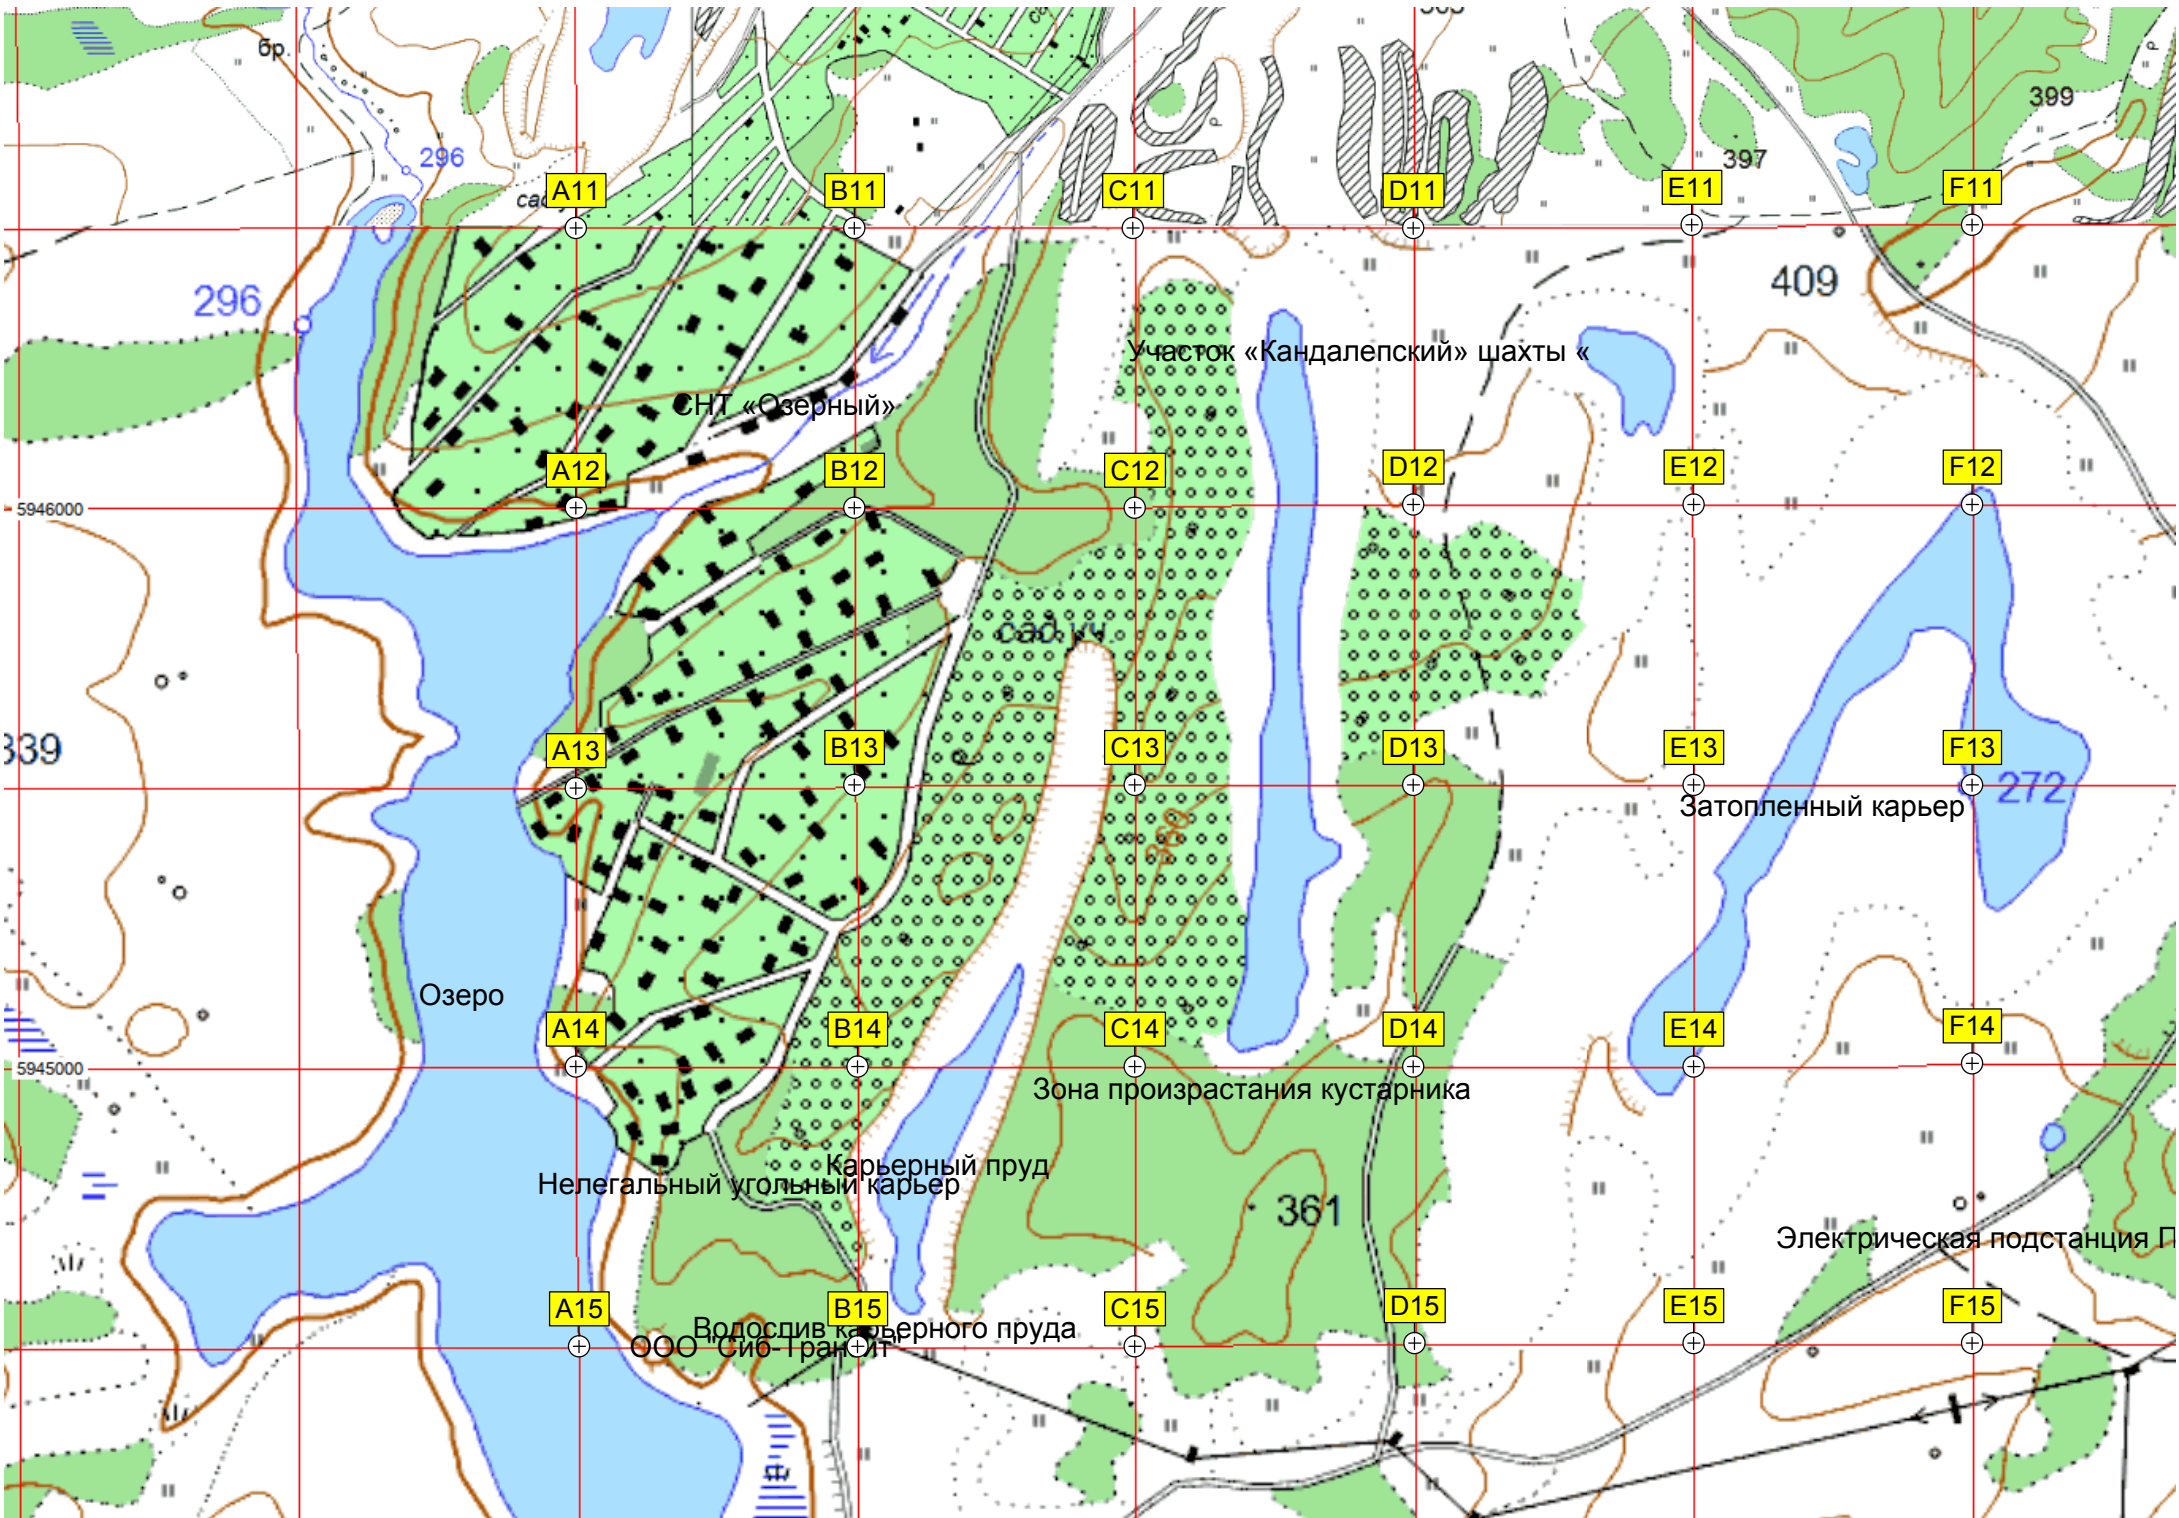 бр.
296
399
397
A11
B11
C11
D11
E11
F11
296
409
Участок «Кандалепский» шахты «
СНТ «Озерный»
A12
B12
C12
D12
E12
F12
5946000
сад.уч.
339
A13
B13
C13
D13
E13
F13
272
Затопленный карьер
360
Озеро
A14
B14
C14
D14
E14
F14
5945000
Зона произрастания кустарника
Карьерный пруд
Нелегальный угольный карьер
361
Электрическая подстанция П
A15
B15
C15
D15
E15
F15
Водослив карьерного пруда
ООО "Сиб-Транзит"